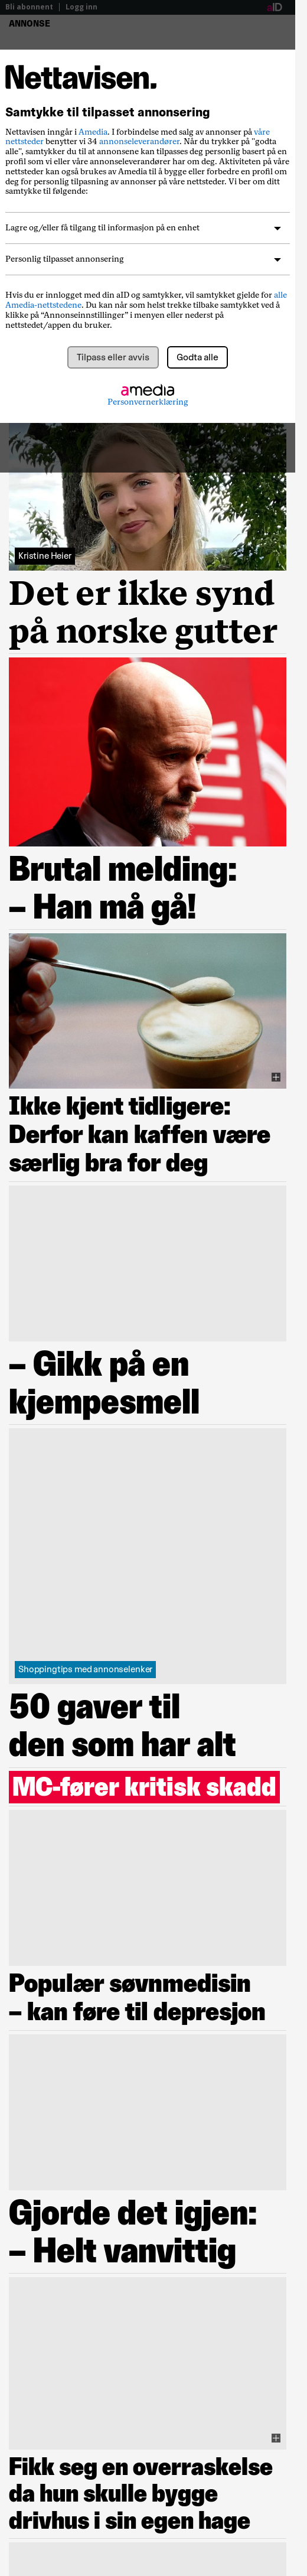 Bli abonnent | Logg inn
aID
ANNONSE
Nettavisen.
Samtykke til tilpasset annonsering
Nettavisen inngår i Amedia. I forbindelse med salg av annonser på våre
nettsteder benytter vi 34 annonseleverandører. Når du trykker på "godta
alle", samtykker du til at annonsene kan tilpasses deg personlig basert på en
profil som vi eller våre annonseleverandører har om deg. Aktiviteten på våre
nettsteder kan også brukes av Amedia til å bygge eller forbedre en profil om
deg for personlig tilpasning av annonser på våre nettsteder. Vi ber om ditt
samtykke til følgende:
Lagre og/eller få tilgang til informasjon på en enhet
Personlig tilpasset annonsering
Hvis du er innlogget med din aID og samtykker, vil samtykket gjelde for alle
Amedia-nettstedene. Du kan når som helst trekke tilbake samtykket ved å
klikke på “Annonseinnstillinger” i menyen eller nederst på
nettstedet/appen du bruker.
Tilpass eller avvis
Godta alle
amedia
Personvernerklæring
Kristine Heier
Det er ikke synd
på norske gutter
Brutal melding:
– Han må gå!
Ikke kjent tidligere:
Derfor kan kaffen være
særlig bra for deg
– Gikk på en
kjempesmell
Shoppingtips med annonselenker
50 gaver til
den som har alt
MC-fører kritisk skadd
Populær søvnmedisin
– kan føre til depresjon
Gjorde det igjen:
– Helt vanvittig
Fikk seg en overraskelse
da hun skulle bygge
drivhus i sin egen hage